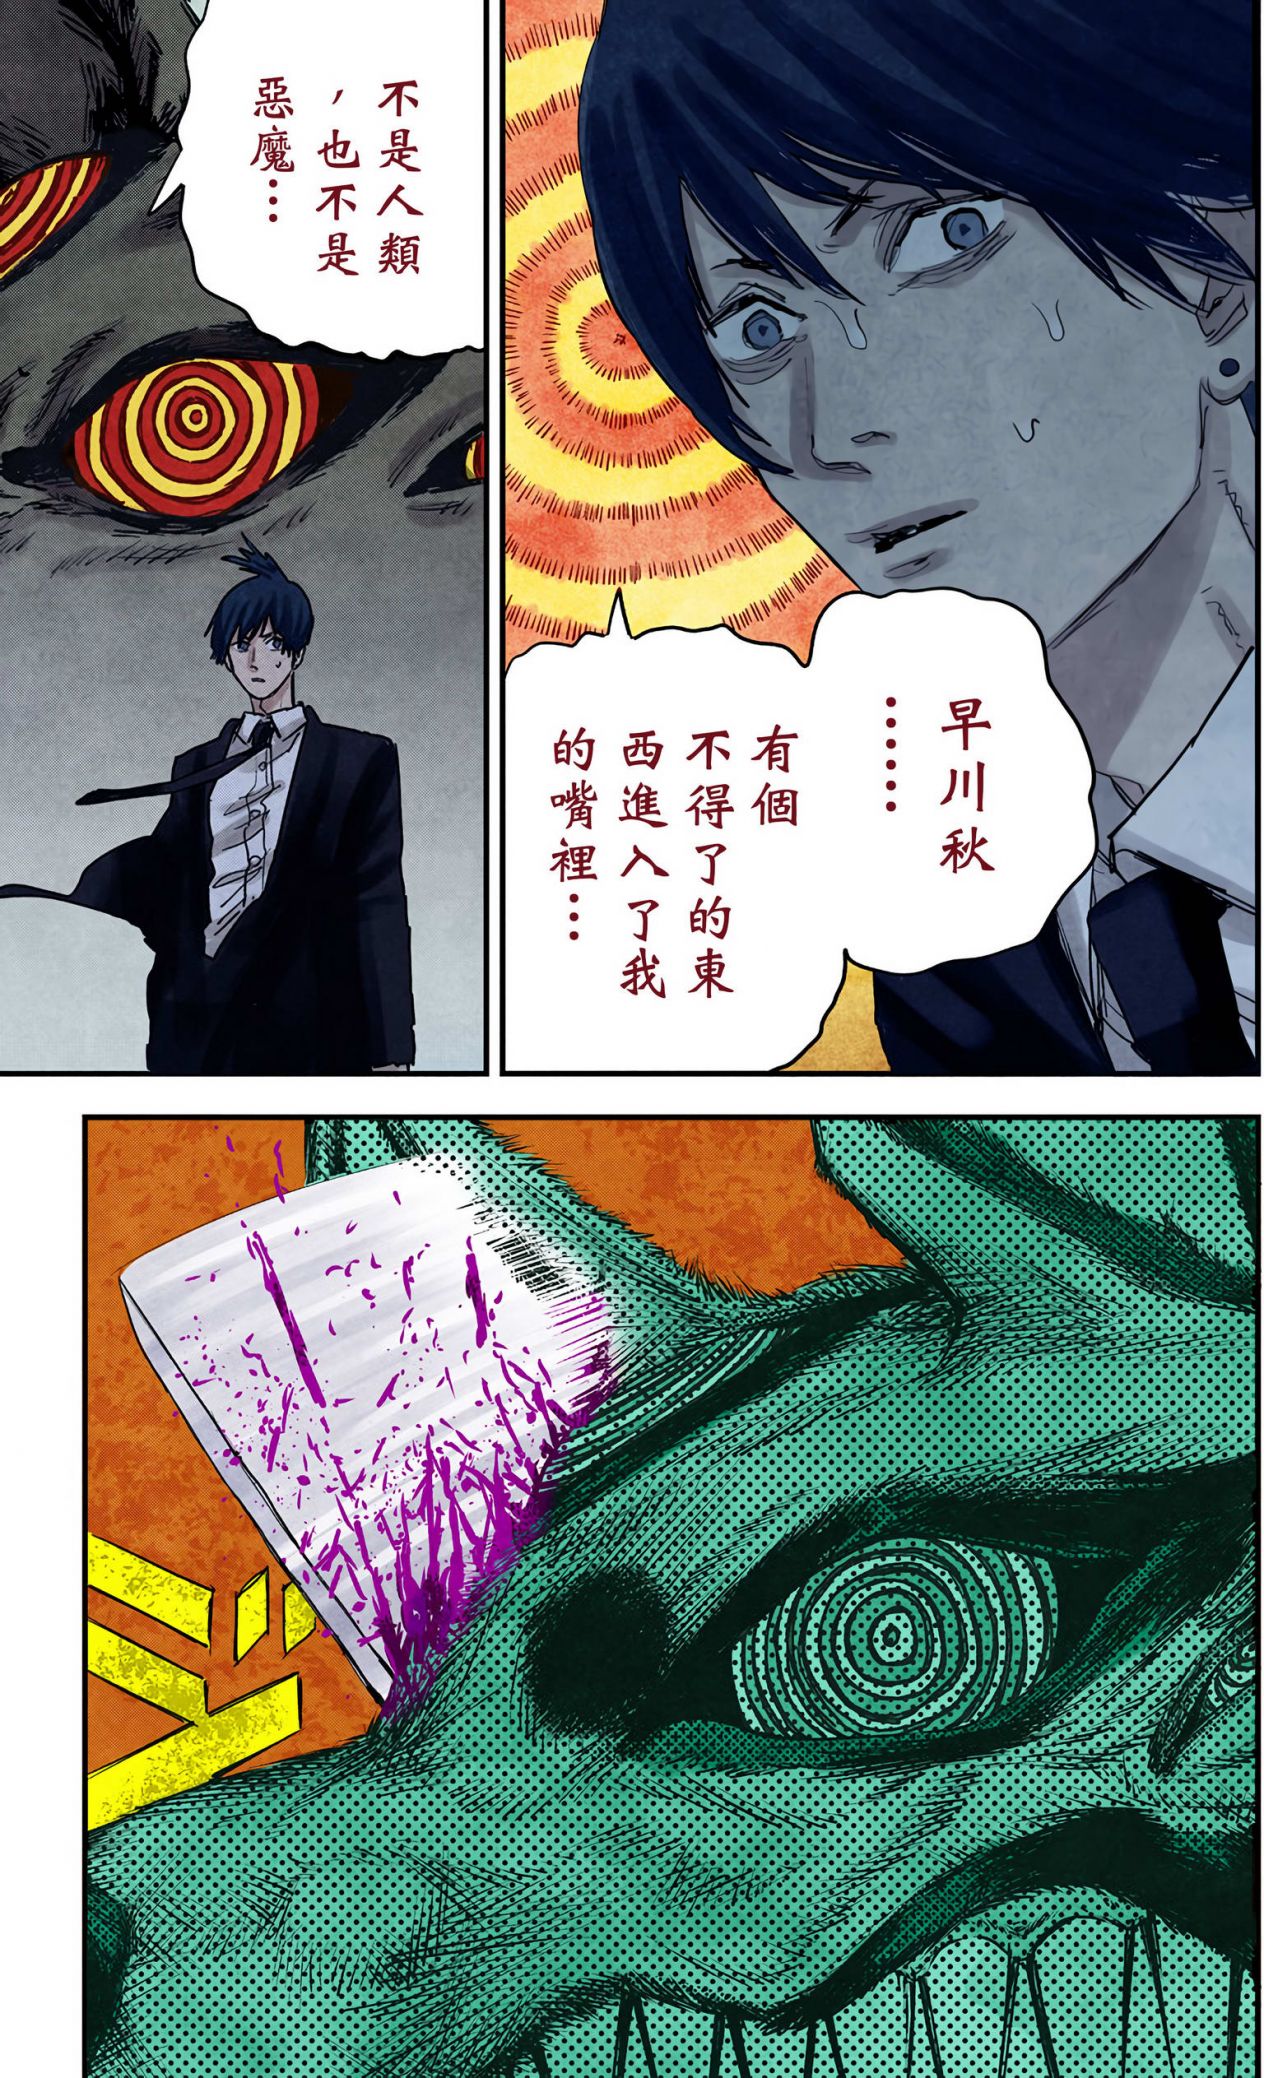 早川秋
……
有個
不得了的東
西進入了我
的嘴裡…
不是人類
，也不是
惡魔…